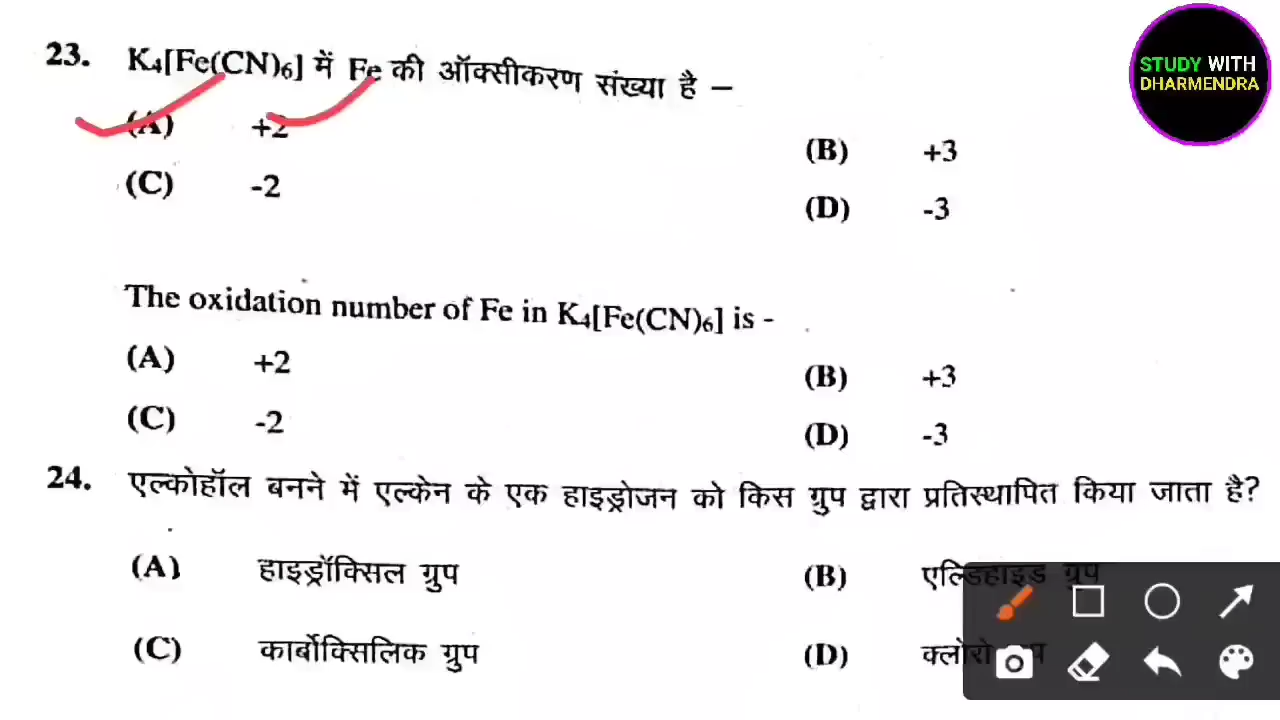 STUDY WITH
DHARMENDRA
23. K₄[Fe(CN)₆] में Fe की ऑक्सीकरण संख्या है –
(A) +2
(B) +3
(C) -2
(D) -3
The oxidation number of Fe in K₄[Fe(CN)₆] is -
(A) +2
(B) +3
(C) -2
(D) -3
24. एल्कोहॉल बनने में एल्केन के एक हाइड्रोजन को किस ग्रुप द्वारा प्रतिस्थापित किया जाता है?
(A) हाइड्रॉक्सिल ग्रुप
(B) एल्डिहाइड ग्रुप
(C) कार्बोक्सिलिक ग्रुप
(D) क्लोरो